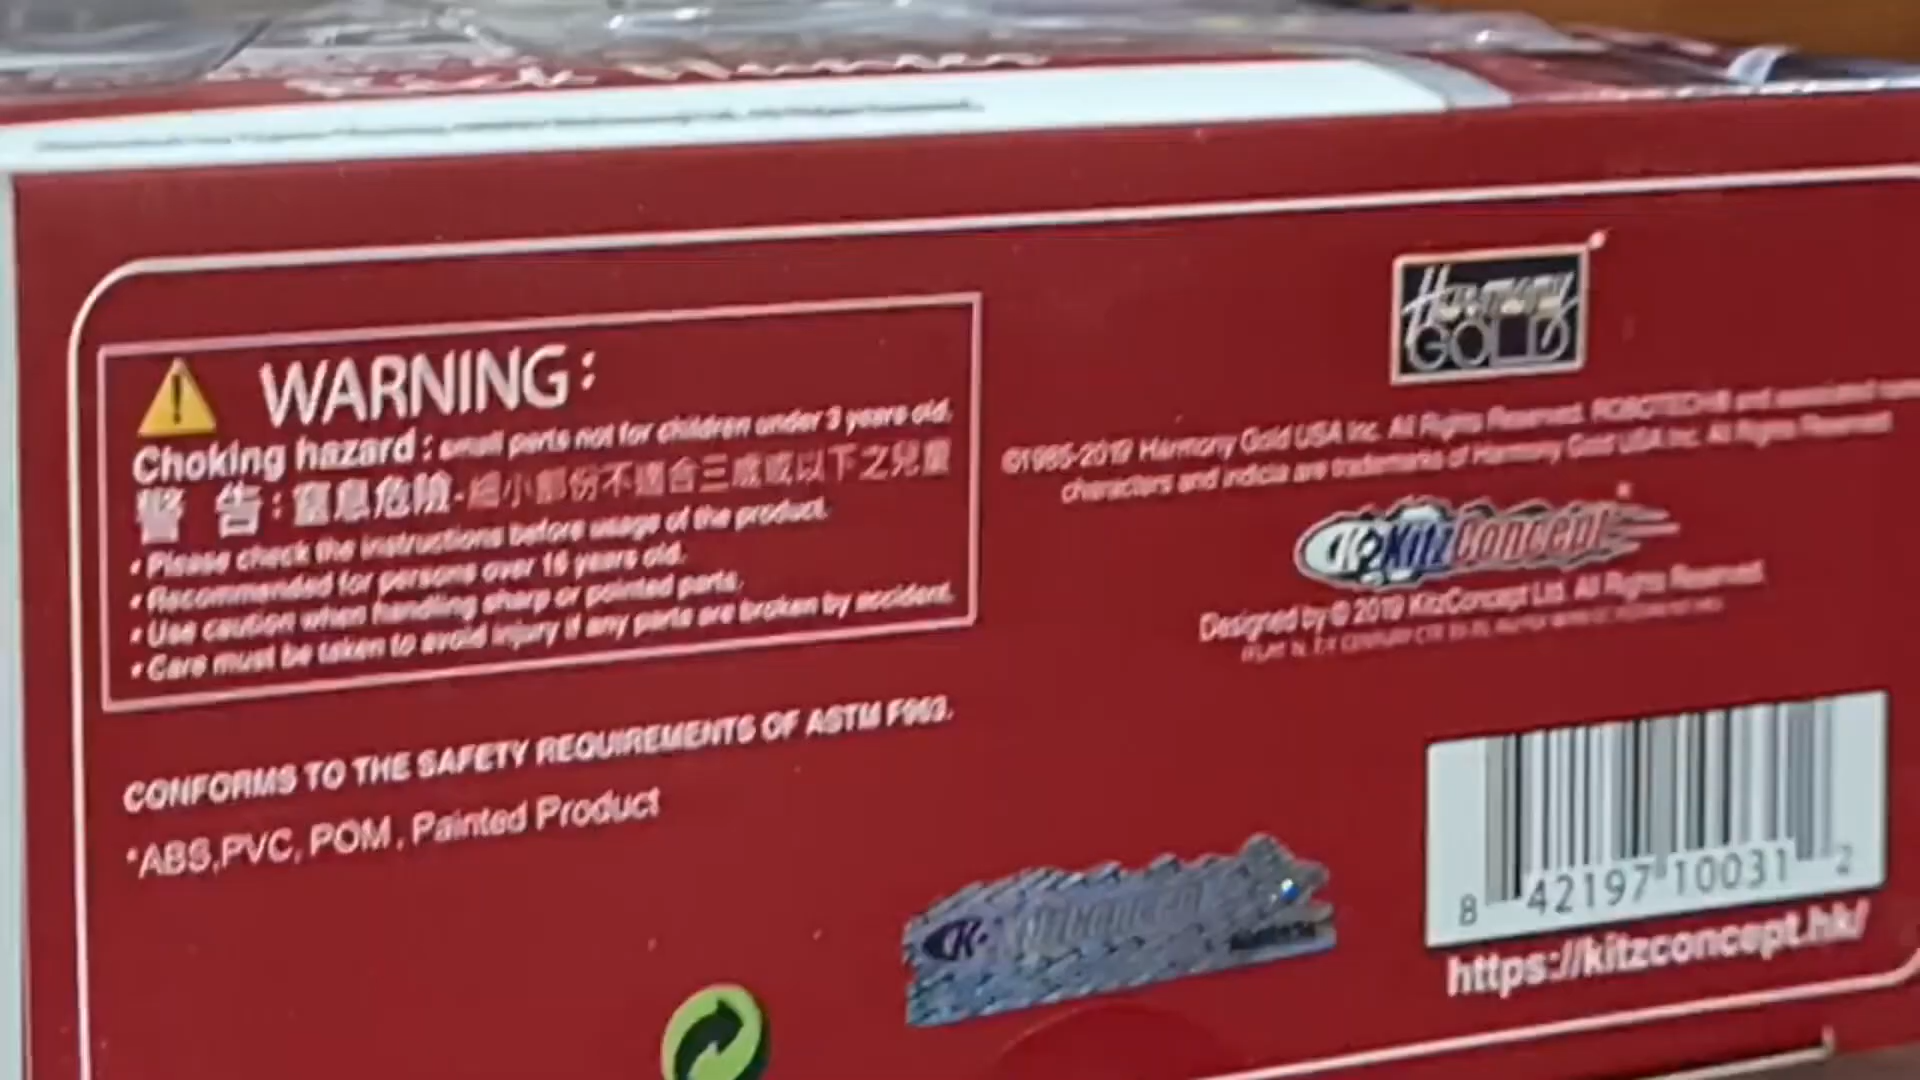 ⚠ WARNING:
Choking hazard : small parts not for children under 3 years old.
警 告 : 窒息危險-細小部份不適合三歲或以下之兒童
• Please check the instructions before usage of the product.
• Recommended for persons over 15 years old.
• Use caution when handling sharp or pointed parts.
• Care must be taken to avoid injury if any parts are broken by accident.
CONFORMS TO THE SAFETY REQUIREMENTS OF ASTM F963.
*ABS,PVC, POM , Painted Product
Harmony
GOLD
©1985-2019 Harmony Gold USA Inc. All Rights Reserved. ROBOTECH® and associated
characters and indicia are trademarks of Harmony Gold USA Inc. All Rights Reserved.
K KitzConcept
Designed by © 2019 KitzConcept Ltd. All Rights Reserved.
K KitzConcept
8 42197 10031 2
https://kitzconcept.hk/